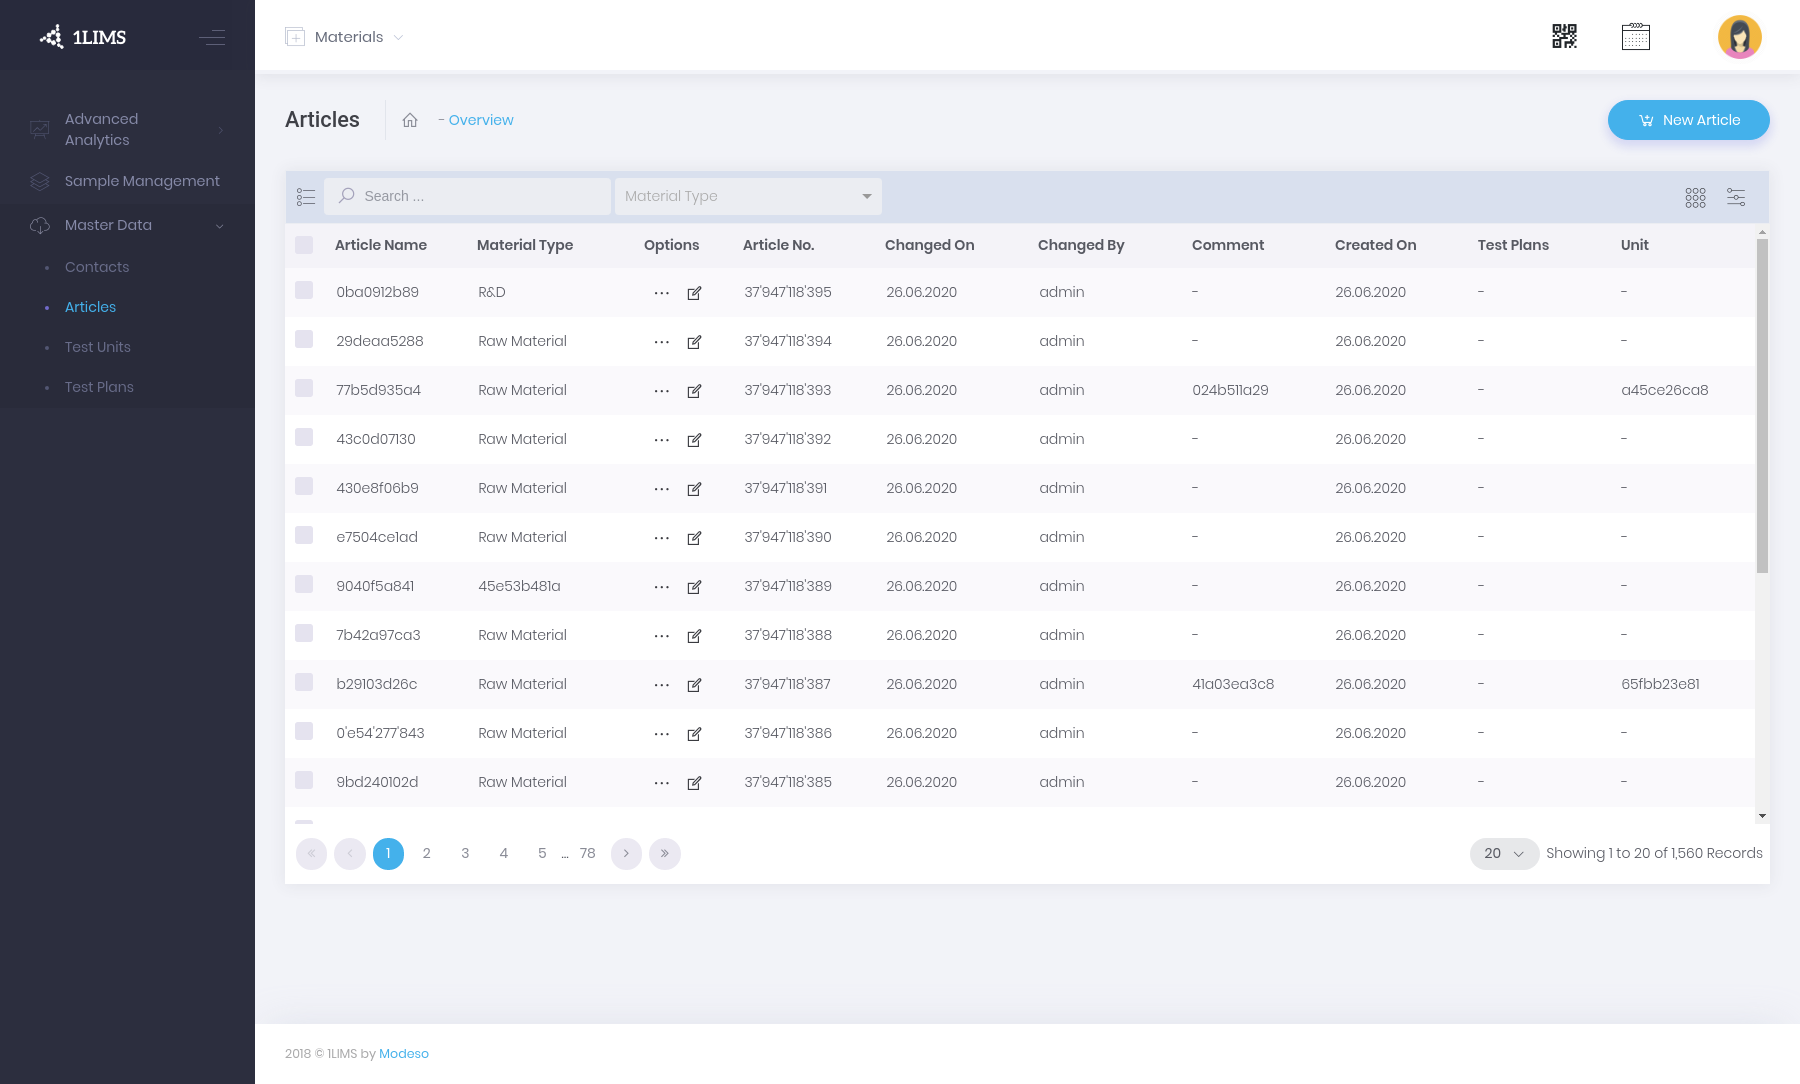 1LIMS
Materials
Advanced
Analytics
Sample Management
Master Data
Contacts
Articles
Test Units
Test Plans
Articles - Overview
New Article
Search ... Material Type
Article Name Material Type Options Article No. Changed On Changed By Comment Created On Test Plans Unit
0ba0912b89 R&D ... 37'947'118'395 26.06.2020 admin - 26.06.2020 - -
29deaa5288 Raw Material ... 37'947'118'394 26.06.2020 admin - 26.06.2020 - -
77b5d935a4 Raw Material ... 37'947'118'393 26.06.2020 admin 024b511a29 26.06.2020 - a45ce26ca8
43c0d07130 Raw Material ... 37'947'118'392 26.06.2020 admin - 26.06.2020 - -
430e8f06b9 Raw Material ... 37'947'118'391 26.06.2020 admin - 26.06.2020 - -
e7504ce1ad Raw Material ... 37'947'118'390 26.06.2020 admin - 26.06.2020 - -
9040f5a841 45e53b481a ... 37'947'118'389 26.06.2020 admin - 26.06.2020 - -
7b42a97ca3 Raw Material ... 37'947'118'388 26.06.2020 admin - 26.06.2020 - -
b29103d26c Raw Material ... 37'947'118'387 26.06.2020 admin 41a03ea3c8 26.06.2020 - 65fbb23e81
0'e54'277'843 Raw Material ... 37'947'118'386 26.06.2020 admin - 26.06.2020 - -
9bd240102d Raw Material ... 37'947'118'385 26.06.2020 admin - 26.06.2020 - -
« ‹ 1 2 3 4 5 ... 78 › » 20 Showing 1 to 20 of 1,560 Records
2018 © 1LIMS by Modeso